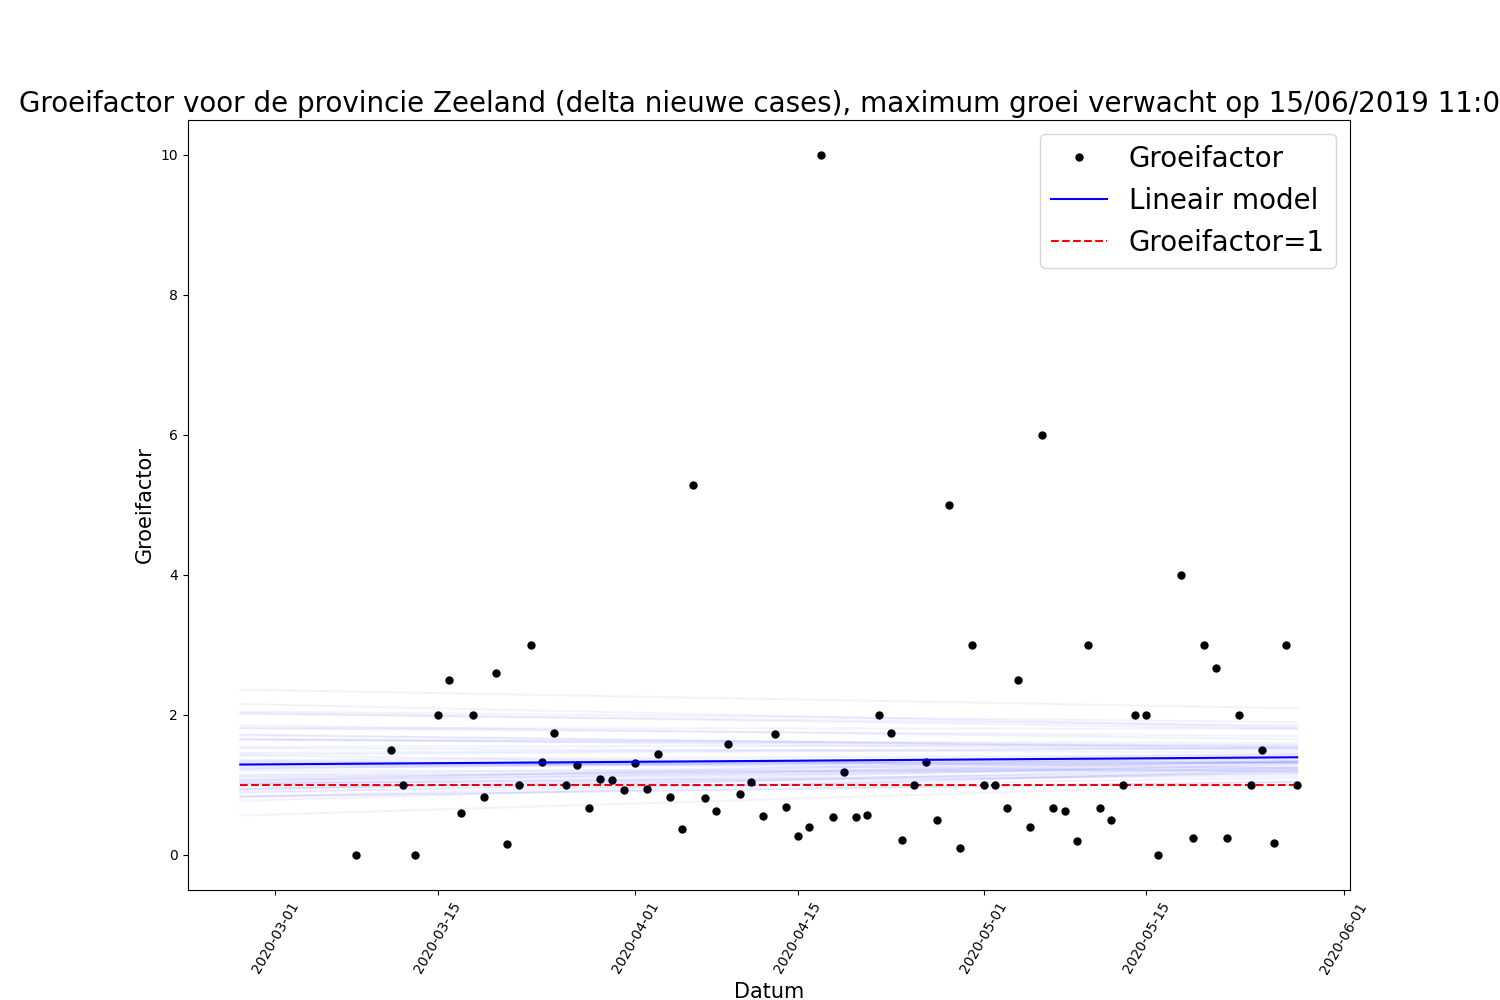 Groeifactor voor de provincie Zeeland (delta nieuwe cases), maximum groei verwacht op 15/06/2019 11:0
Groeifactor
Lineair model
Groeifactor=1
10
8
6
4
2
0
Groeifactor
2020-03-01
2020-03-15
2020-04-01
2020-04-15
2020-05-01
2020-05-15
2020-06-01
Datum